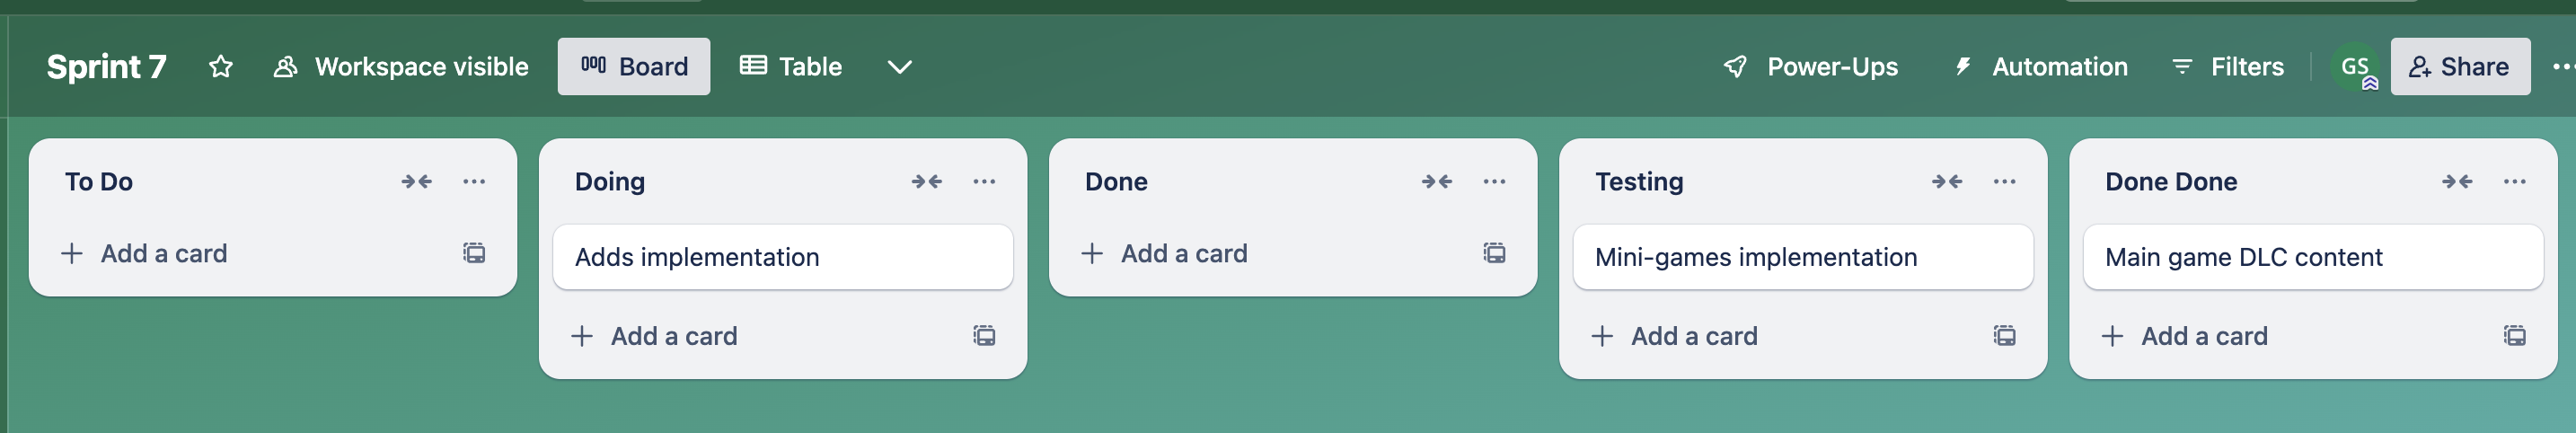 Sprint 7 Workspace visible Board Table Power-Ups Automation Filters GS Share
To Do Doing Done Testing Done Done
Add a card Adds implementation Add a card Mini-games implementation Main game DLC content
Add a card Add a card Add a card